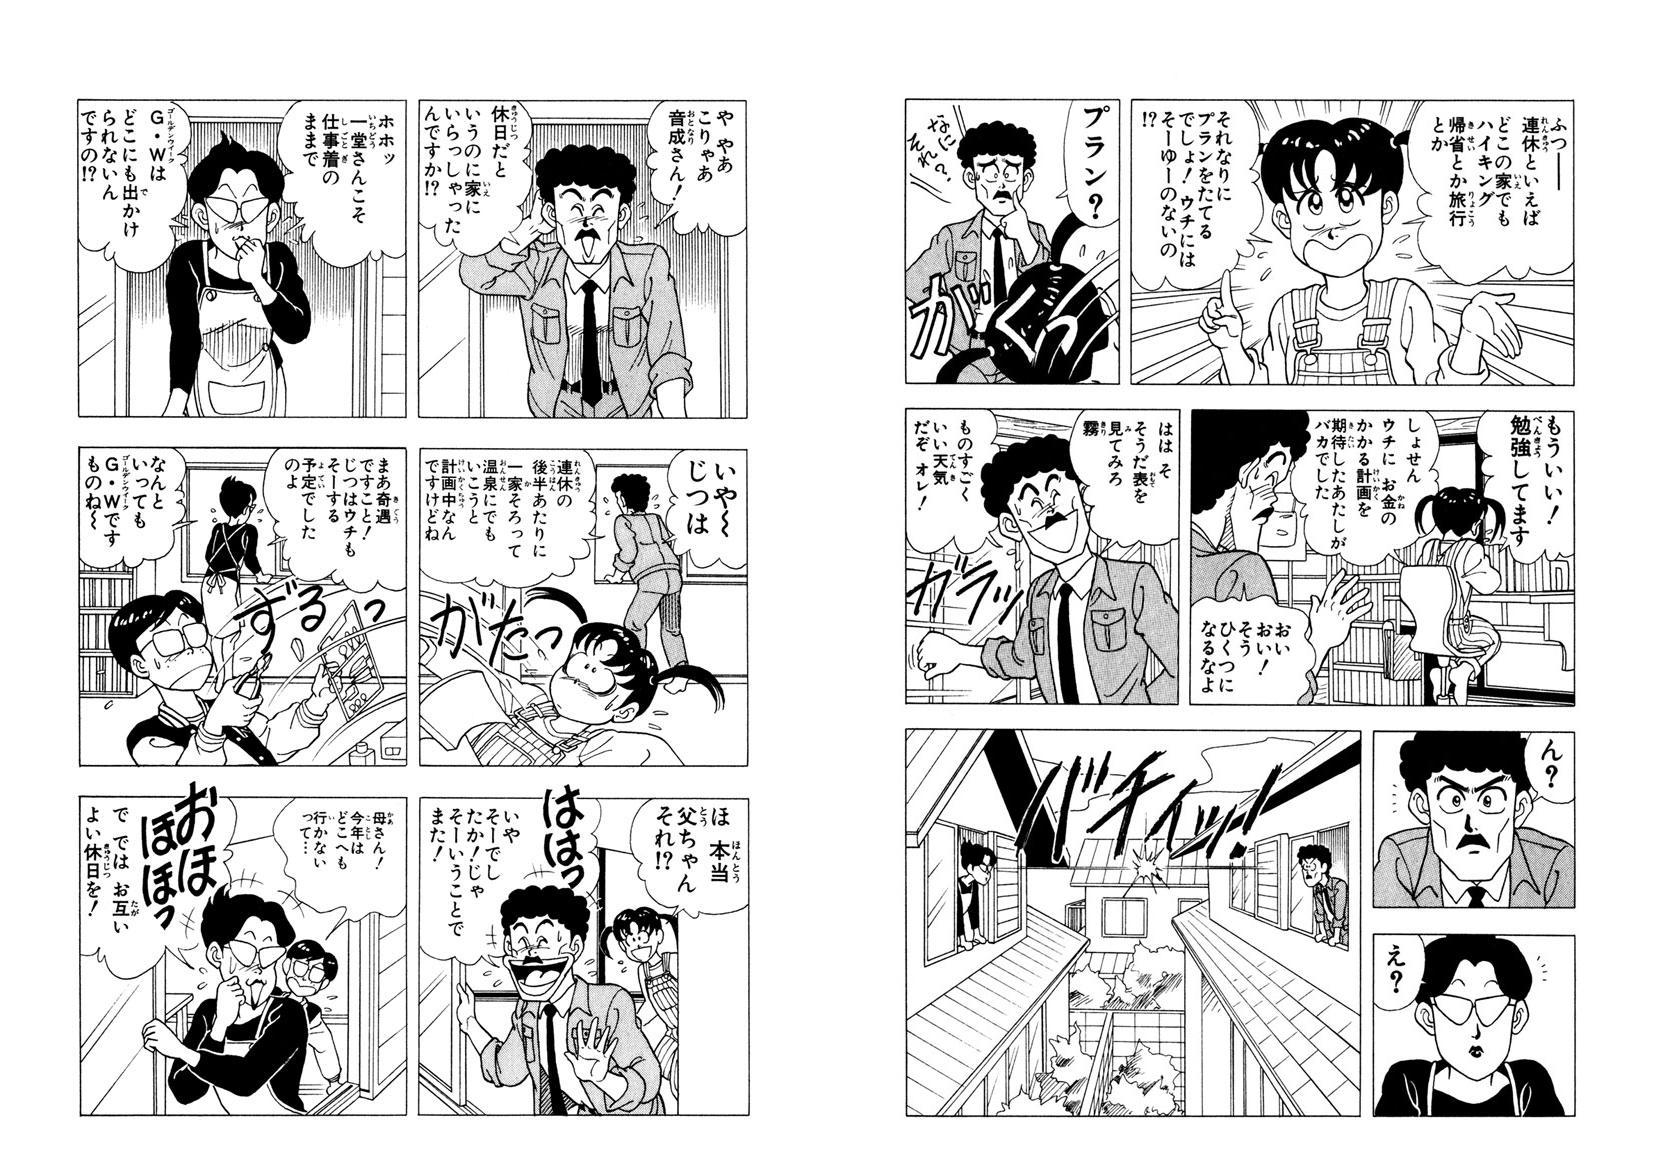 ふつー
連休といえば
どこの家でも
ハイキング
帰省とか旅行
とか
それなりに
プランをたてる
でしょ!ウチには
そーゆーのないの
!?
プラン?
なに
それ?
ガ
がくっ
もういい!
勉強してます
しょせん
ウチに お金の
かかる計画を
期待したあたしが
バカでした
おい
おい!
そう
ひくつに
なるなよ
はは そ
そうだ表を
見てみろ
霧
ものすごく
いい天気
だぞ オレ!
ガラッ
ん?
え?
バチイッ!
や やあ
こりゃあ
音成さん!
休日だと
いうのに家に
いらっしゃった
んですか!?
ホホッ
一堂さんこそ
仕事着の
ままで
G・Wは
どこにも出かけ
られないん
ですの!?
いや〜
じつは
連休の
後半あたりに
一家そろって
温泉にでも
いこうと
計画中なん
ですけどね
がたっ
まあ奇遇
ですこと!
じつはウチも
そーする
予定でした
のよ
なんと
いっても
G・Wです
ものね〜
ずるっ
ほ 本当
父ちゃん
それ!?
ははっ
いや
そーでし
たか!じゃ
そーいうことで
また!
母さん!
今年は
どこへも
行かない
って…
おほ
ほほっ
で では お互い
よい休日を!